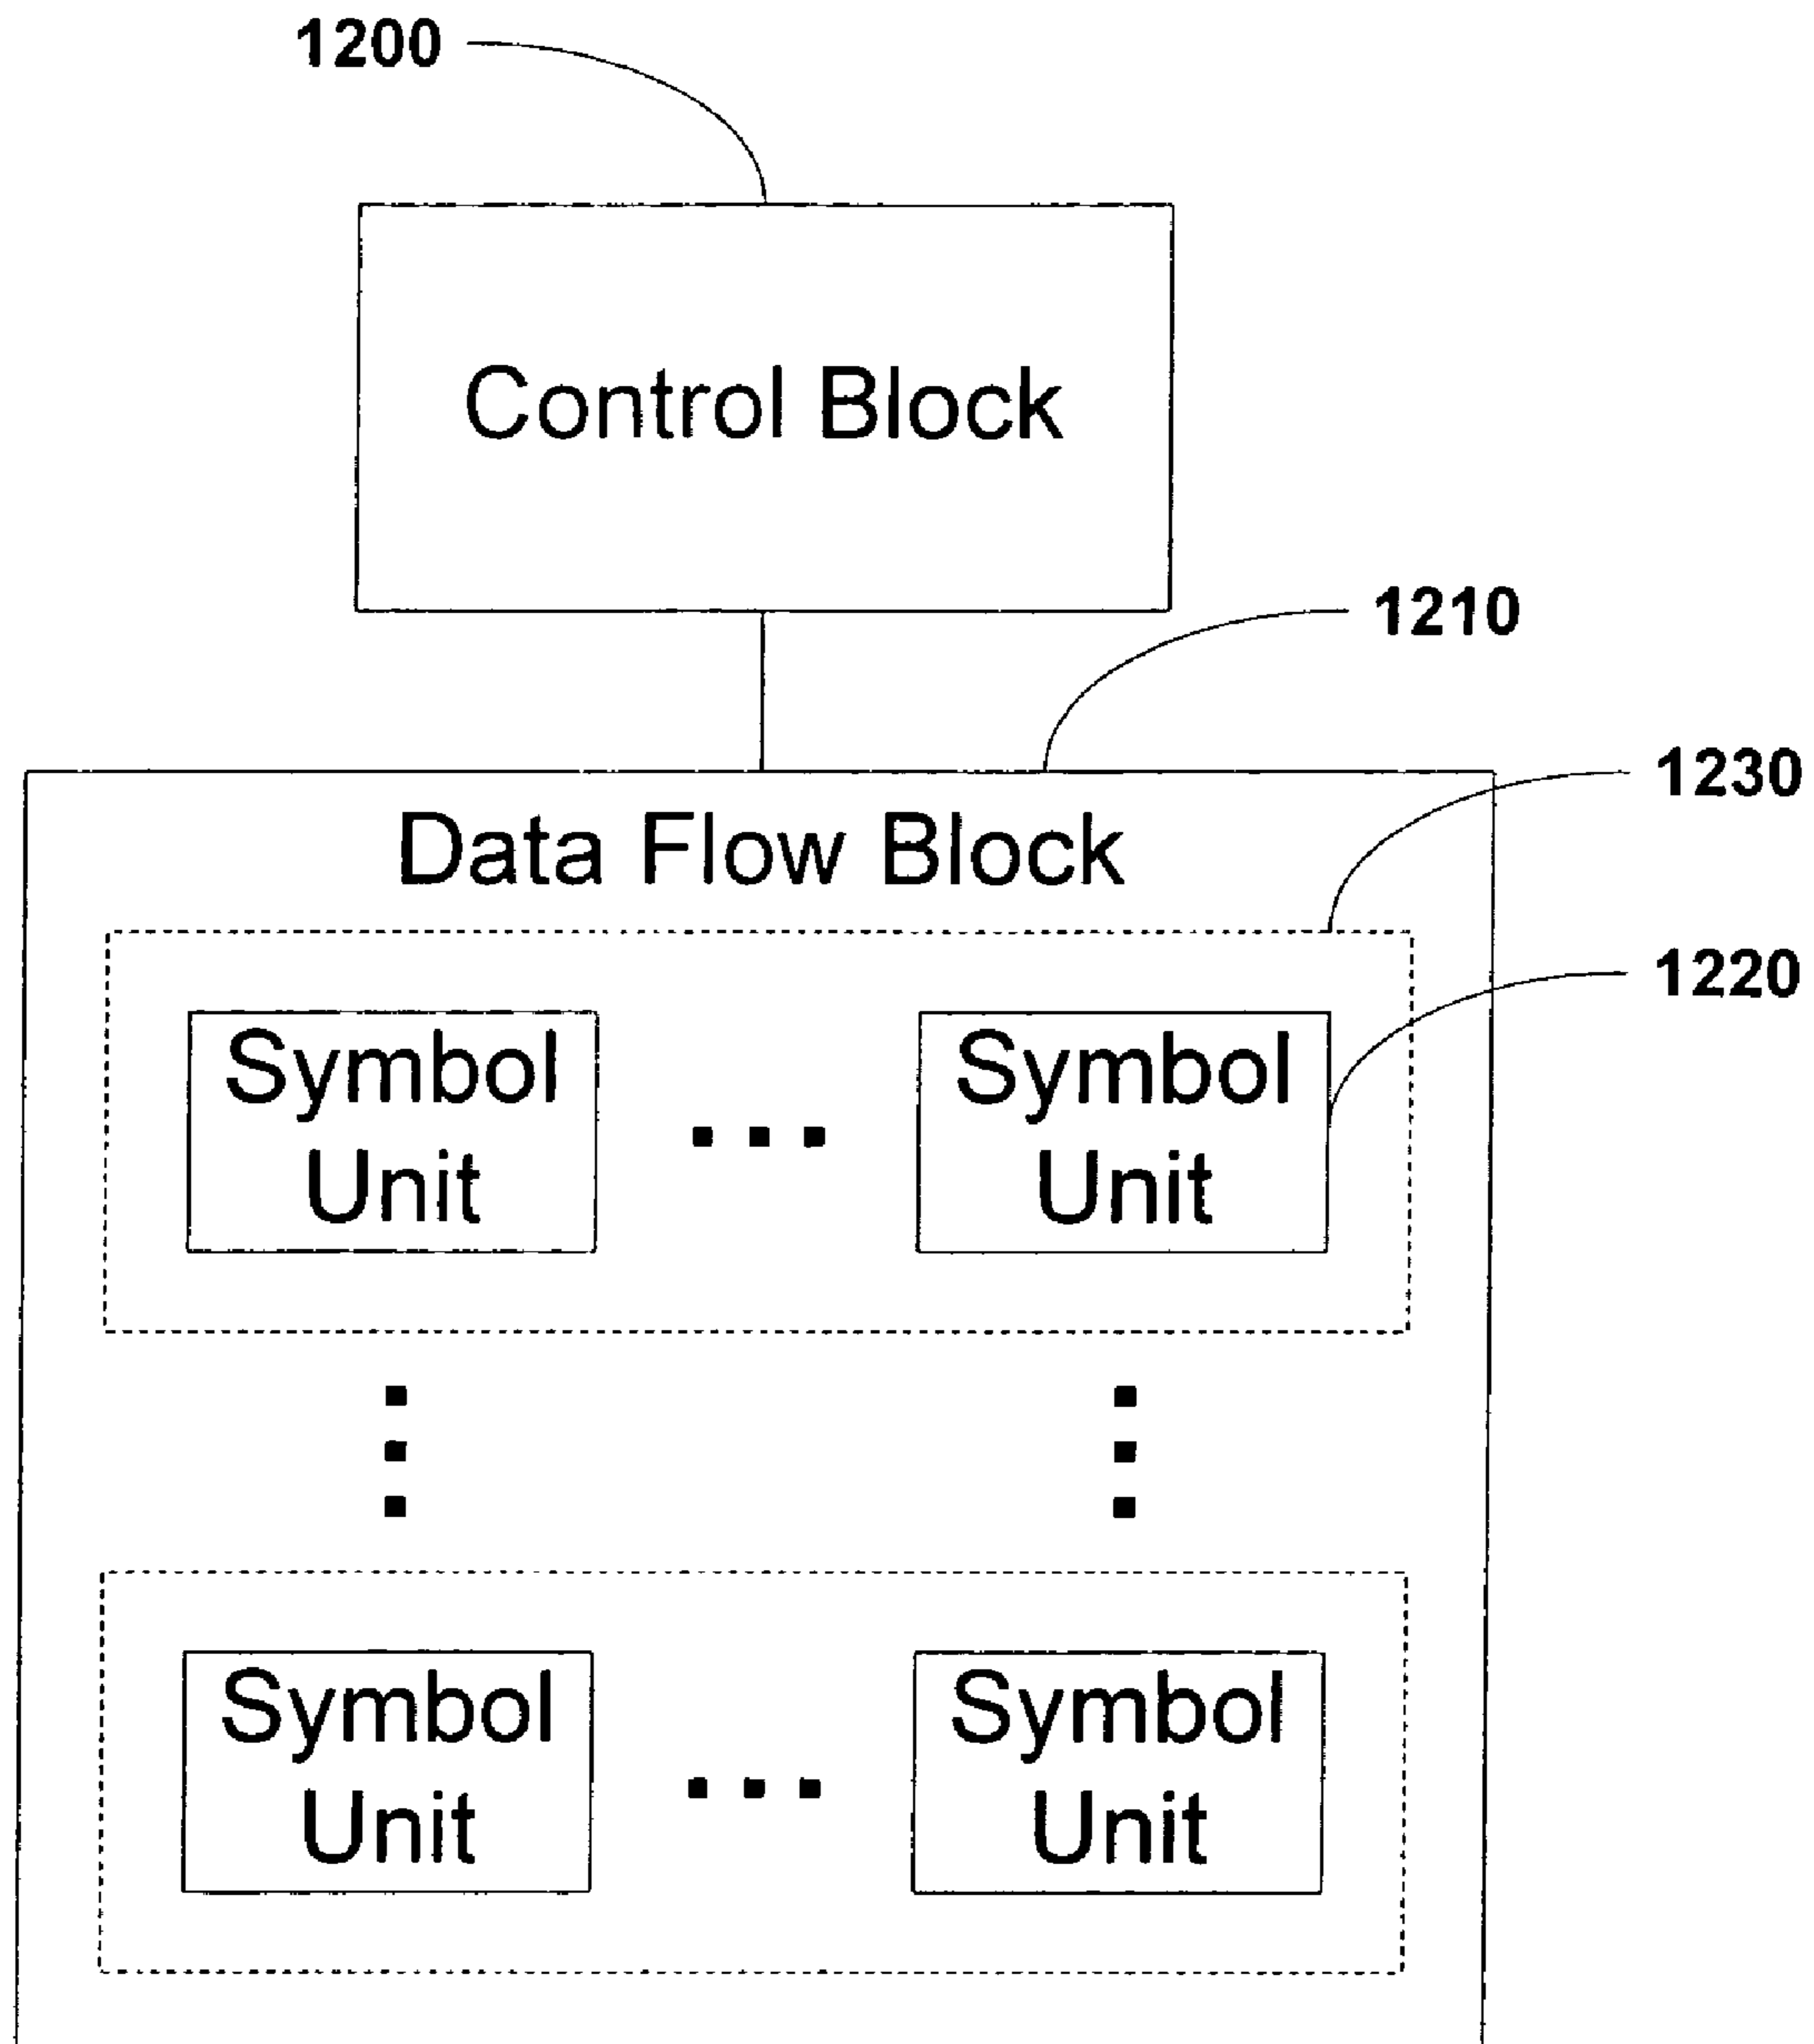 1200
Control Block
1210
1230
Data Flow Block
1220
Symbol
Unit
...
Symbol
Unit
Symbol
Unit
...
Symbol
Unit